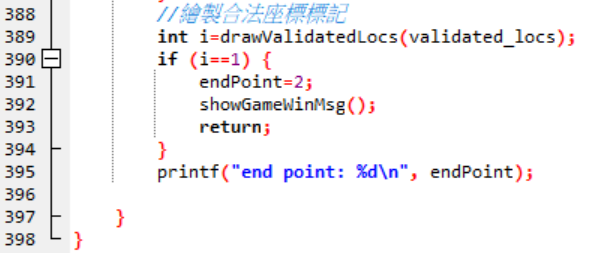 388 //繪製合法座標標記
389 int i=drawValidatedLocs(validated_locs);
390 if (i==1) {
391 endPoint=2;
392 showGameWinMsg();
393 return;
394 }
395 printf("end point: %d\n", endPoint);
396
397 }
398 }